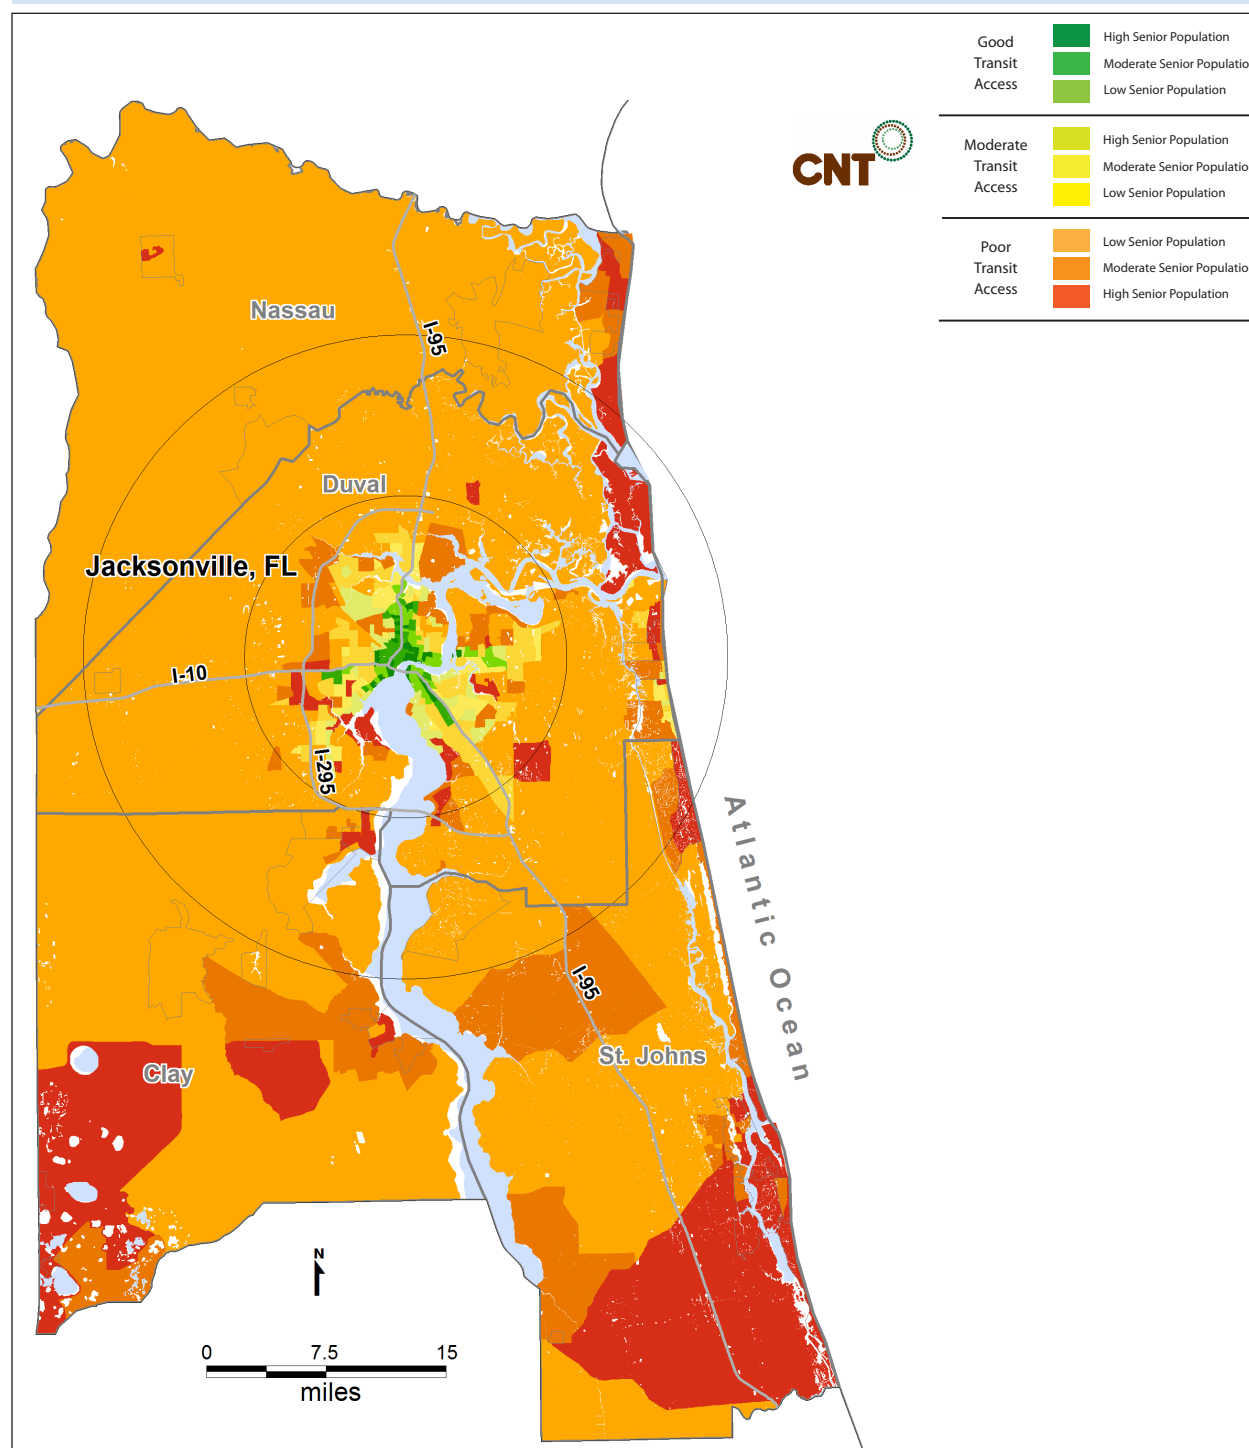 Good
Transit
Access
High Senior Population
Moderate Senior Populatio
Low Senior Population
Moderate
Transit
Access
High Senior Population
Moderate Senior Populatio
Low Senior Population
Poor
Transit
Access
Low Senior Population
Moderate Senior Populatio
High Senior Population
CNT
Nassau
I-95
Duval
Jacksonville, FL
I-10
I-295
Atlantic Ocean
I-95
St. Johns
Clay
N
0 7.5 15
miles